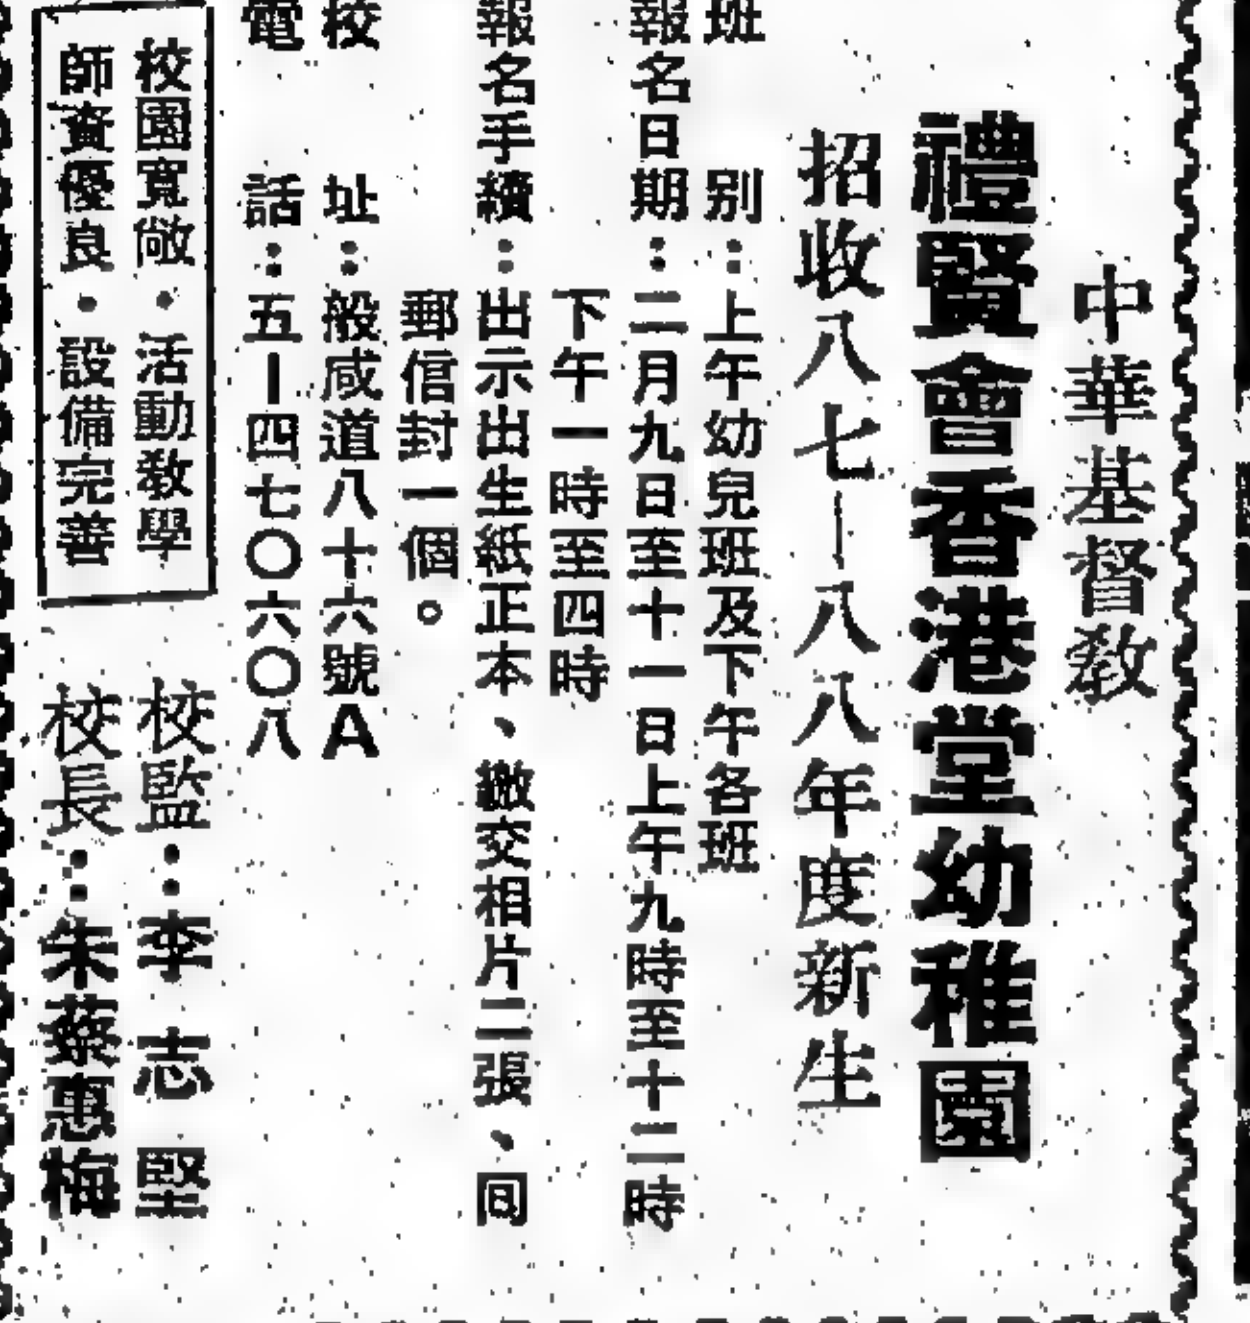 中華基督教
禮賢會香港堂幼稚園
招收八七—八八年度新生
班別：上午幼兒班及下午各班
報名日期：二月九日至十一日上午九時至十二時
下午一時至四時
報名手續：出示出生紙正本、繳交相片二張、囘
郵信封一個。
校址：般咸道八十六號A
電話：五—四七〇六〇八
校園寬敞・活動教學
師資優良・設備完善
校監：李志堅
校長：朱蔡惠梅